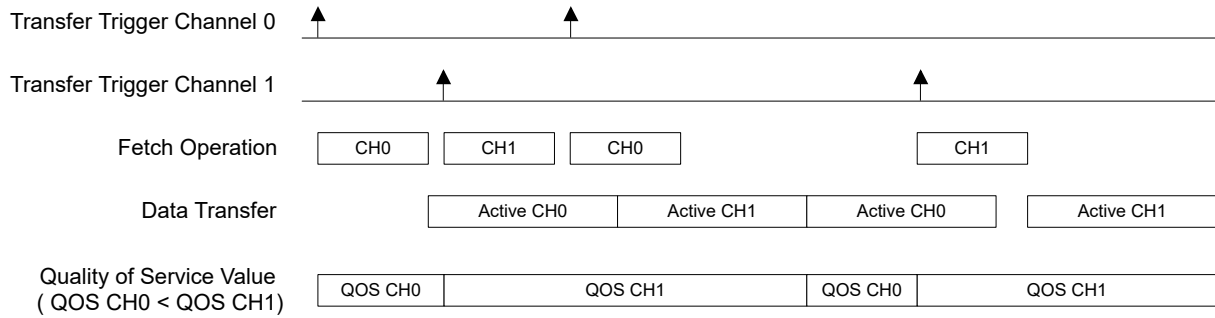 Transfer Trigger Channel 0
Transfer Trigger Channel 1
Fetch Operation
CH0
CH1
CH0
CH1
Data Transfer
Active CH0
Active CH1
Active CH0
Active CH1
Quality of Service Value
( QOS CH0 < QOS CH1)
QOS CH0
QOS CH1
QOS CH0
QOS CH1